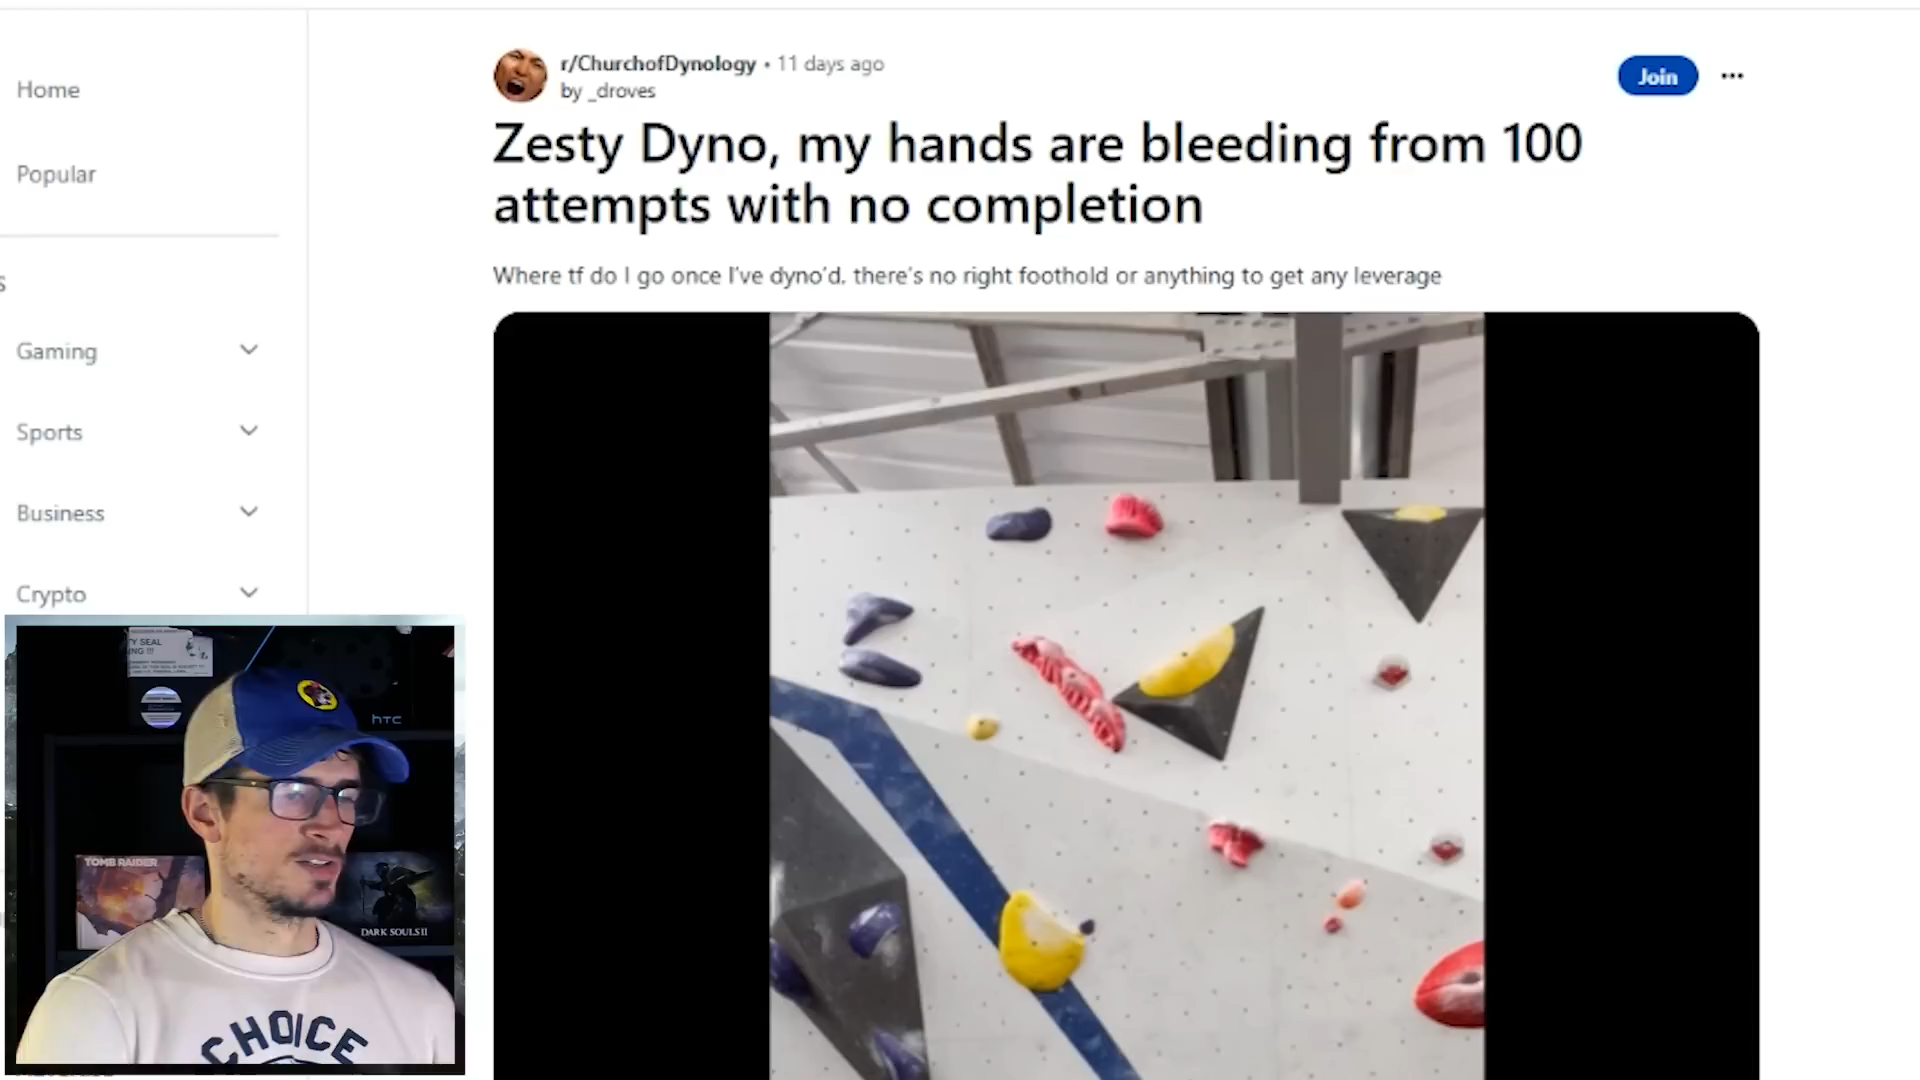 Home
Popular
S
Gaming
Sports
Business
Crypto
r/ChurchofDynology • 11 days ago
by _droves
Join
Zesty Dyno, my hands are bleeding from 100
attempts with no completion
Where tf do I go once I've dyno'd. there's no right foothold or anything to get any leverage
TY SEAL
htc
TOMB RAIDER
DARK SOULS II
CHOICE